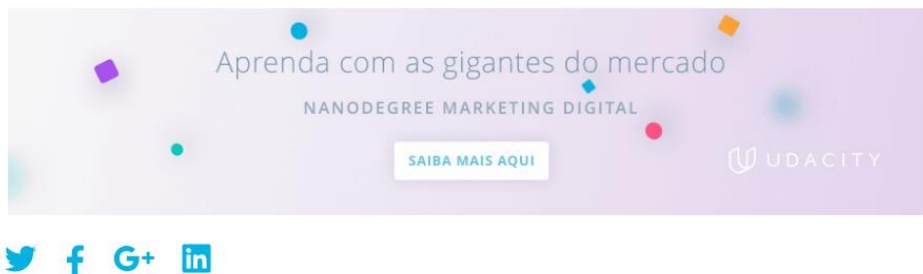 Aprenda com as gigantes do mercado
NANODEGREE MARKETING DIGITAL
SAIBA MAIS AQUI
UDACITY